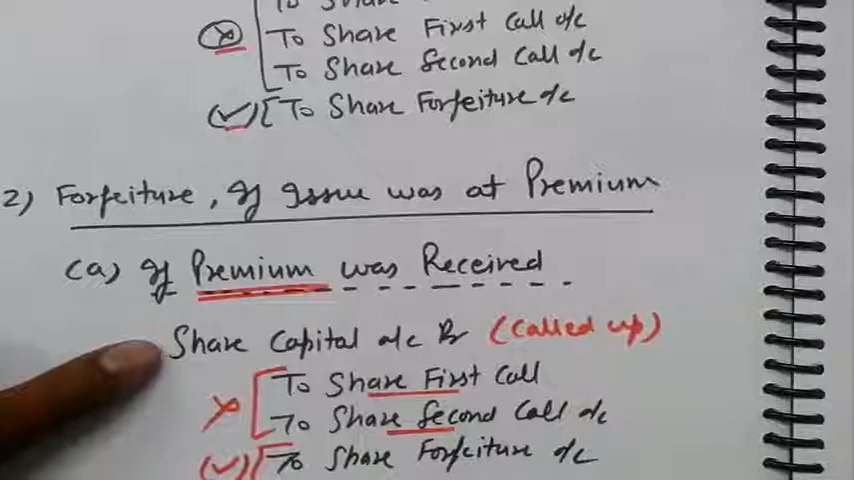 To Share First Call a/c
To Share Second Call a/c
(✓) [To Share Forfeiture a/c
2) Forfeiture, If Issue was at Premium
(a) If Premium was Received
Share Capital a/c Dr (Called up)
To Share First Call
To Share Second Call a/c
(✓) To Share Forfeiture a/c